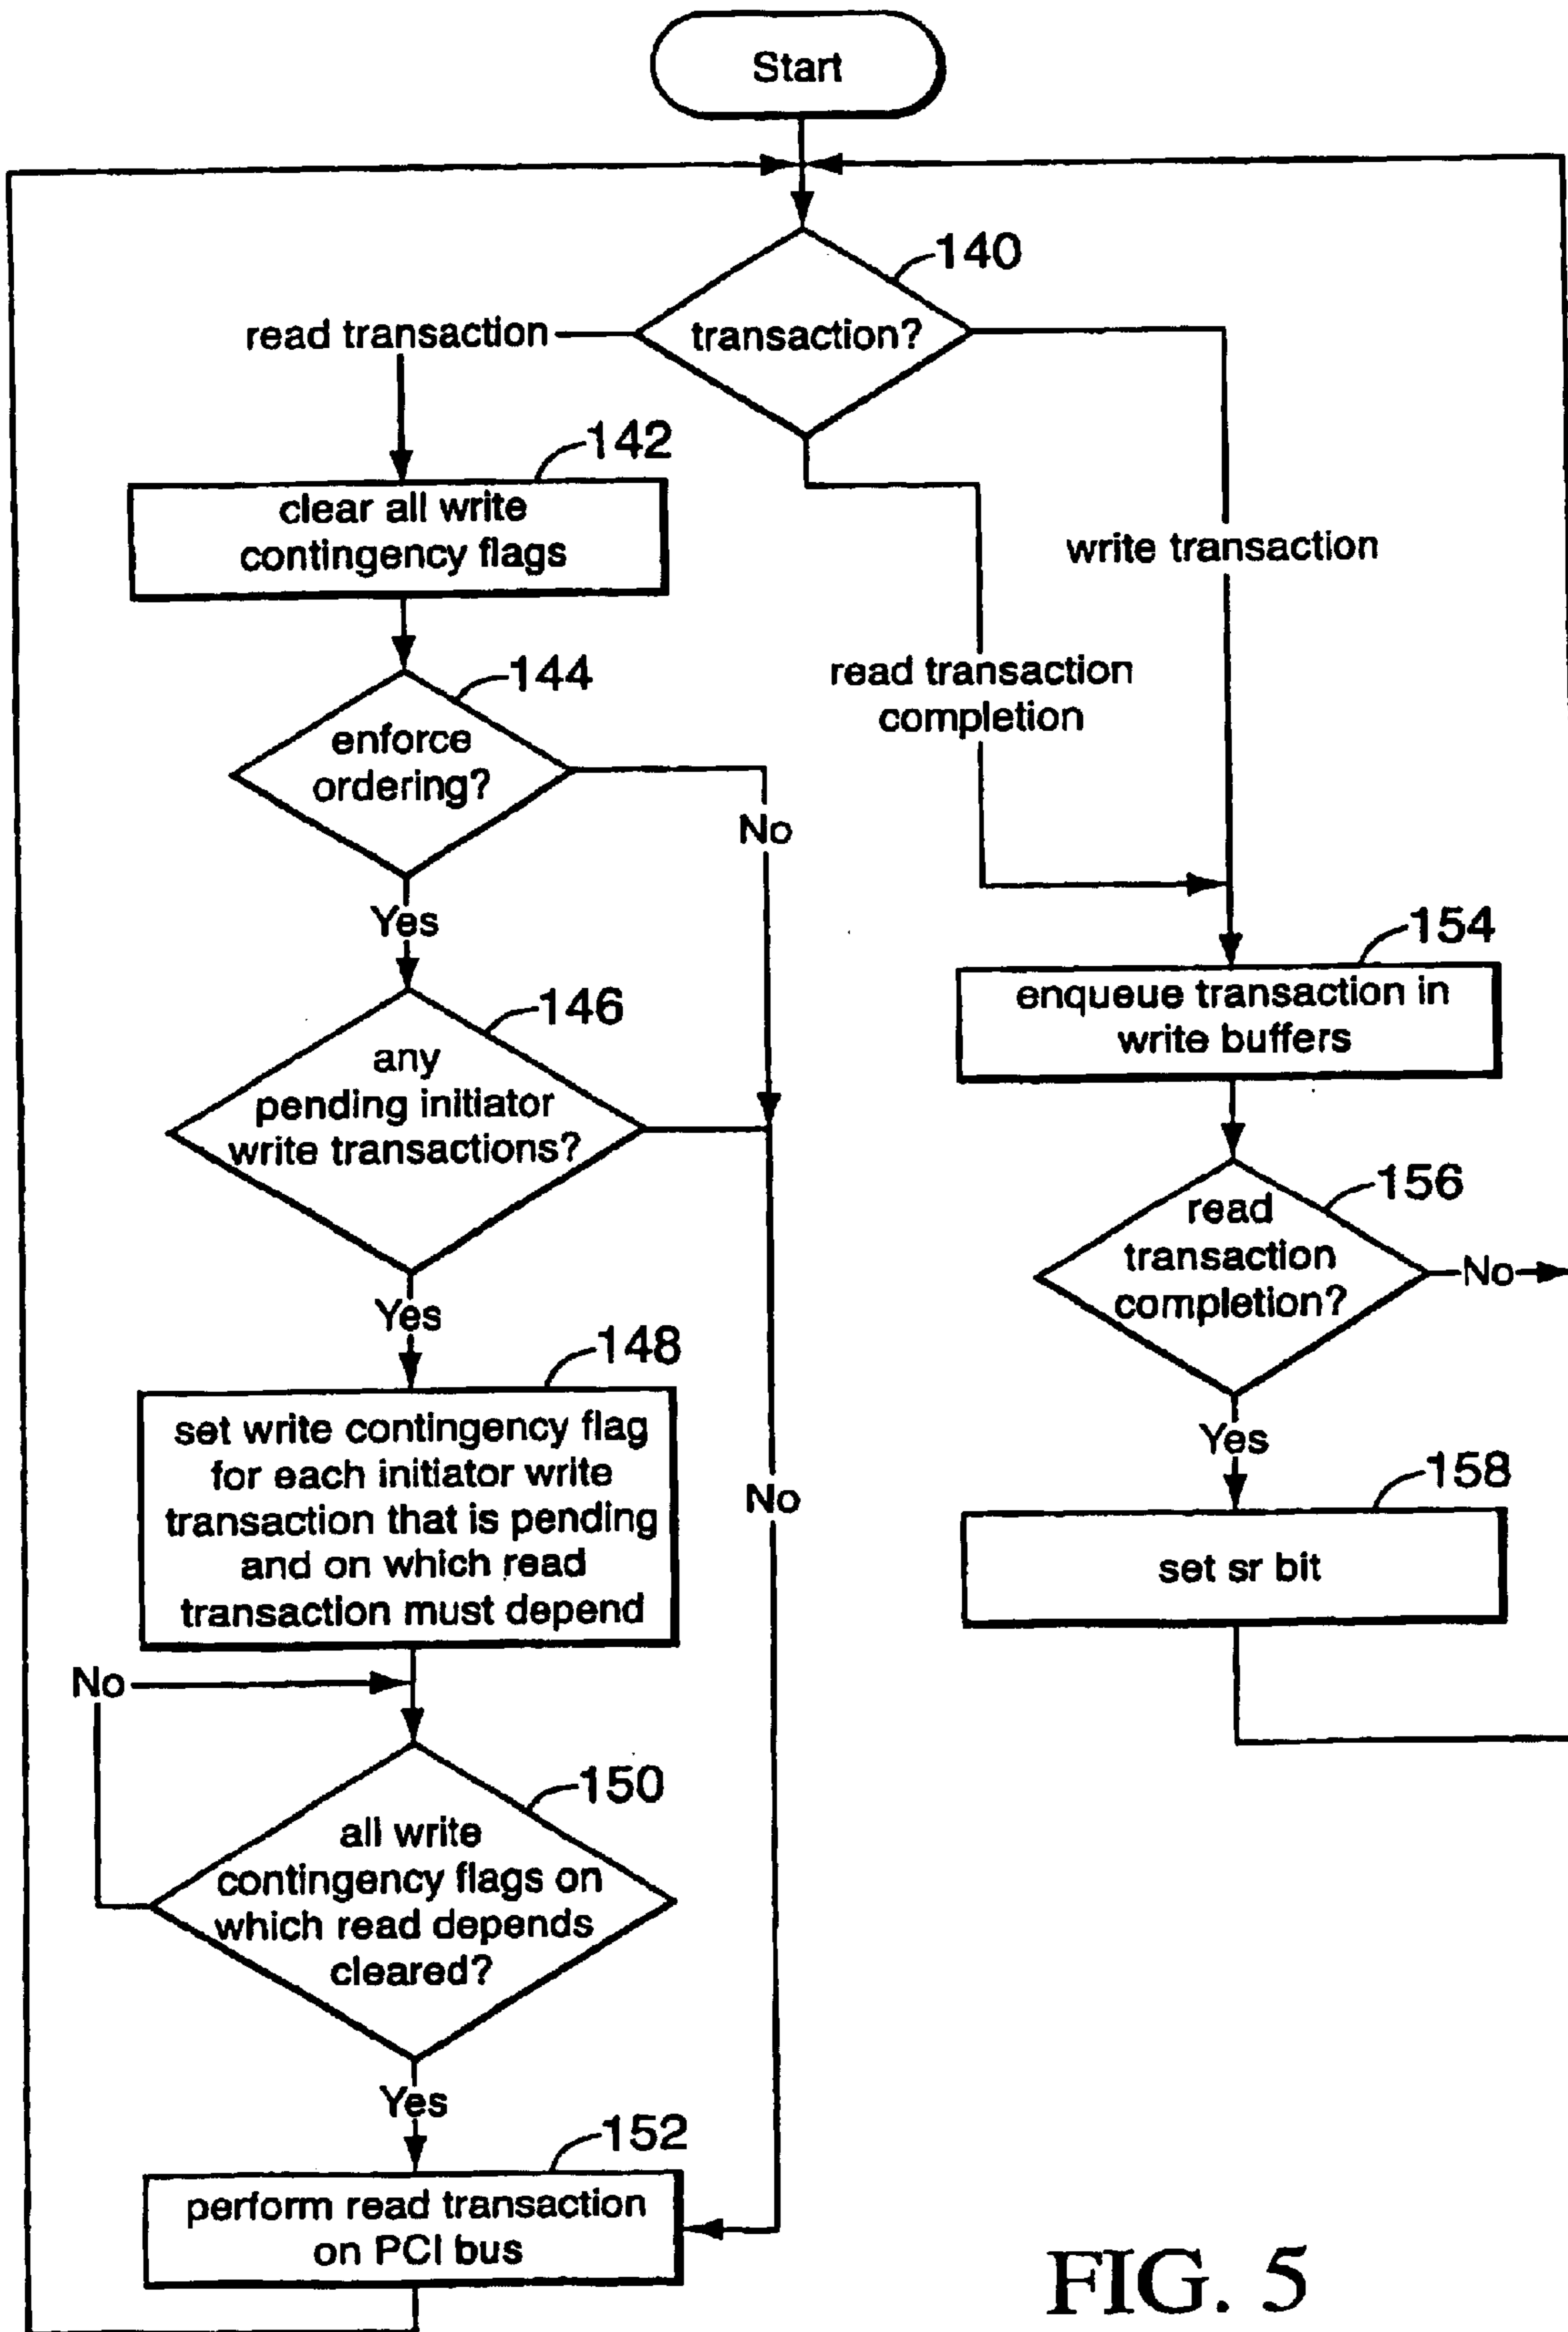 Start
140
transaction?
read transaction
142
clear all write
contingency flags
write transaction
144
enforce
ordering?
read transaction
completion
No
Yes
146
any
pending initiator
write transactions?
154
enqueue transaction in
write buffers
156
read
transaction
completion?
No
Yes
148
set write contingency flag
for each initiator write
transaction that is pending
and on which read
transaction must depend
Yes
158
set sr bit
No
No
150
all write
contingency flags on
which read depends
cleared?
Yes
152
perform read transaction
on PCI bus
FIG. 5